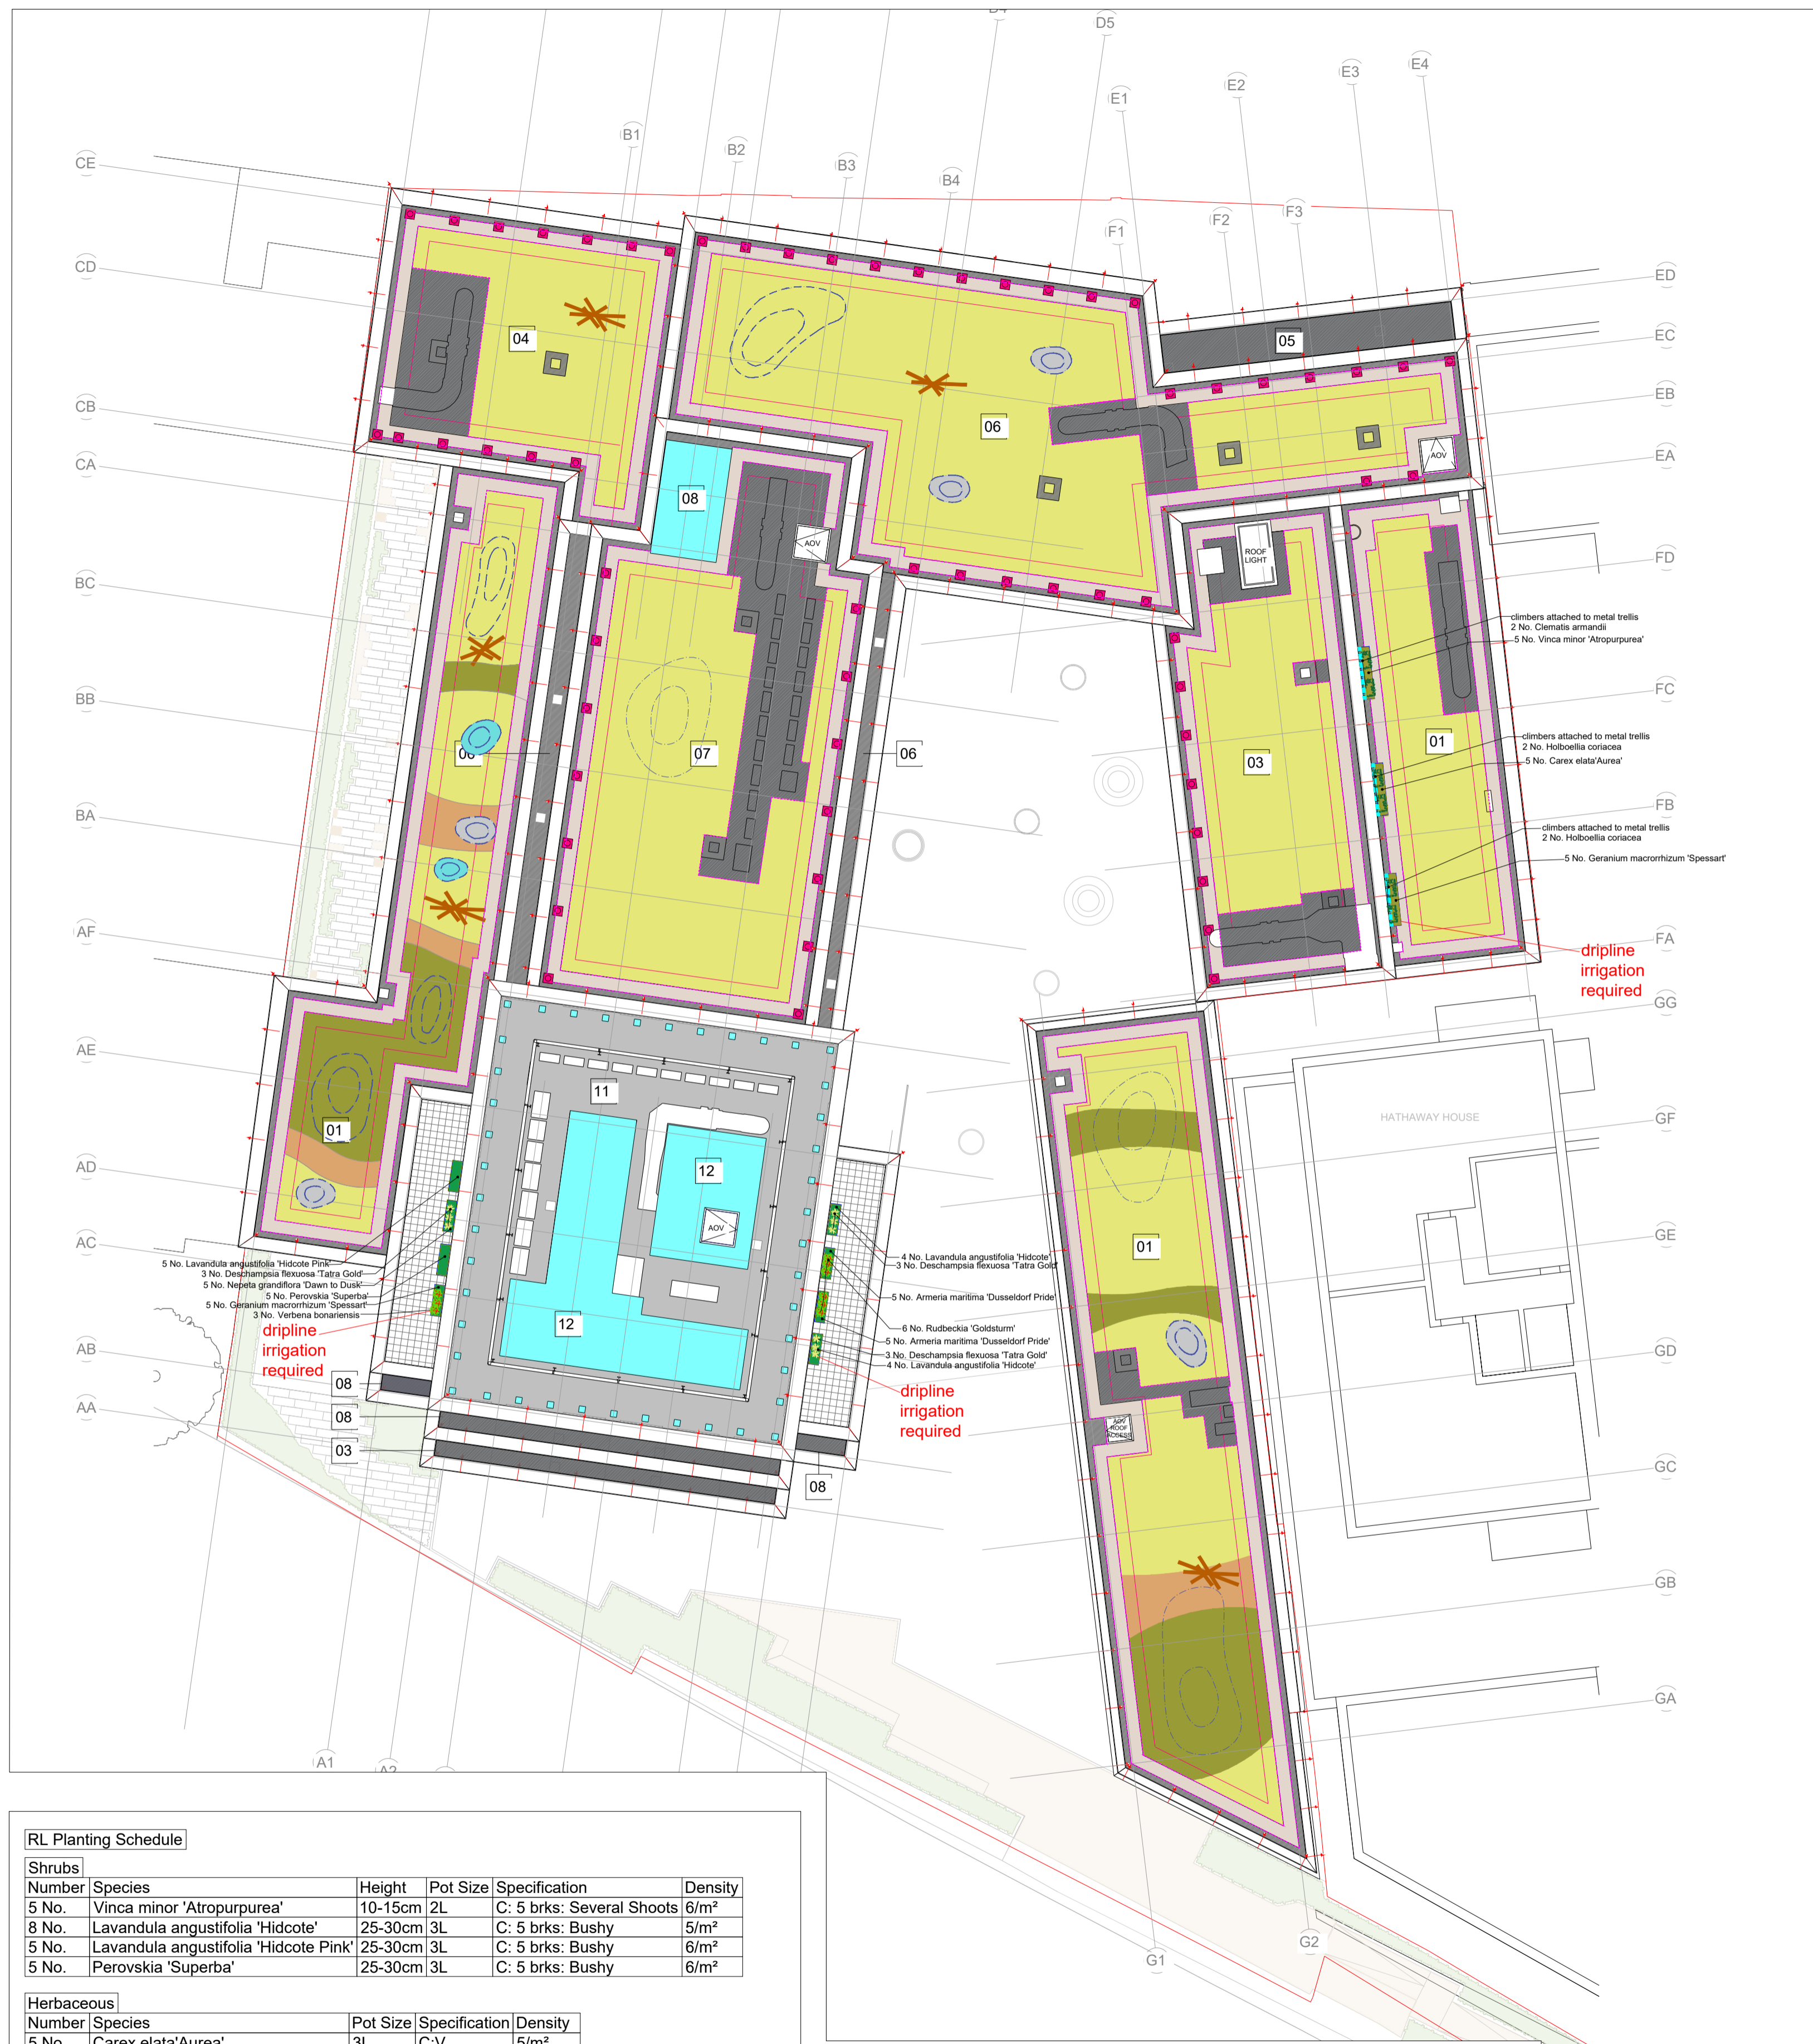 D5
E1
E2
E3
E4
B1
B2
B3
B4
F1
F2
F3
CE
CD
CB
CA
BC
BB
BA
AF
AE
AD
AC
AB
AA
ED
EC
EB
EA
FD
FC
FB
FA
GG
GF
GE
GD
GC
GB
GA
04
05
06
AOV
08
AOV
ROOF
LIGHT
climbers attached to metal trellis
2 No. Clematis armandii
5 No. Vinca minor 'Atropurpurea'
07
06
03
01
climbers attached to metal trellis
2 No. Holboellia coriacea
5 No. Carex elata'Aurea'
climbers attached to metal trellis
2 No. Holboellia coriacea
5 No. Geranium macrorrhizum 'Spessart'
dripline
irrigation
required
11
12
AOV
12
01
HATHAWAY HOUSE
01
AOV
ROOF
ACCESS
5 No. Lavandula angustifolia 'Hidcote Pink'
3 No. Deschampsia flexuosa 'Tatra Gold'
5 No. Nepeta grandiflora 'Dawn to Dusk'
5 No. Perovskia 'Superba'
5 No. Geranium macrorrhizum 'Spessart'
3 No. Verbena bonariensis
dripline
irrigation
required
4 No. Lavandula angustifolia 'Hidcote'
3 No. Deschampsia flexuosa 'Tatra Gold'
5 No. Armeria maritima 'Dusseldorf Pride'
6 No. Rudbeckia 'Goldsturm'
5 No. Armeria maritima 'Dusseldorf Pride'
3 No. Deschampsia flexuosa 'Tatra Gold'
4 No. Lavandula angustifolia 'Hidcote'
dripline
irrigation
required
08
08
03
08
A1
G1
G2
RL Planting Schedule
Shrubs
Number Species Height Pot Size Specification Density
5 No. Vinca minor 'Atropurpurea' 10-15cm 2L C: 5 brks: Several Shoots 6/m²
8 No. Lavandula angustifolia 'Hidcote' 25-30cm 3L C: 5 brks: Bushy 5/m²
5 No. Lavandula angustifolia 'Hidcote Pink' 25-30cm 3L C: 5 brks: Bushy 6/m²
5 No. Perovskia 'Superba' 25-30cm 3L C: 5 brks: Bushy 6/m²
Herbaceous
Number Species Pot Size Specification Density
5 No. Carex elata'Aurea' 3L C:V 5/m²